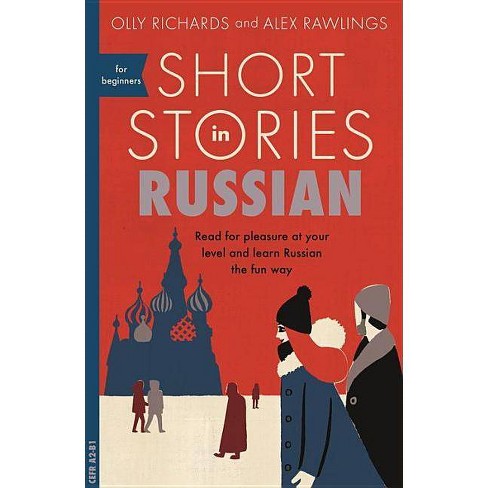 OLLY RICHARDS and ALEX RAWLINGS
for
beginners
SHORT
STORIES
in
RUSSIAN
Read for pleasure at your
level and learn Russian
the fun way
CEFR A2-B1